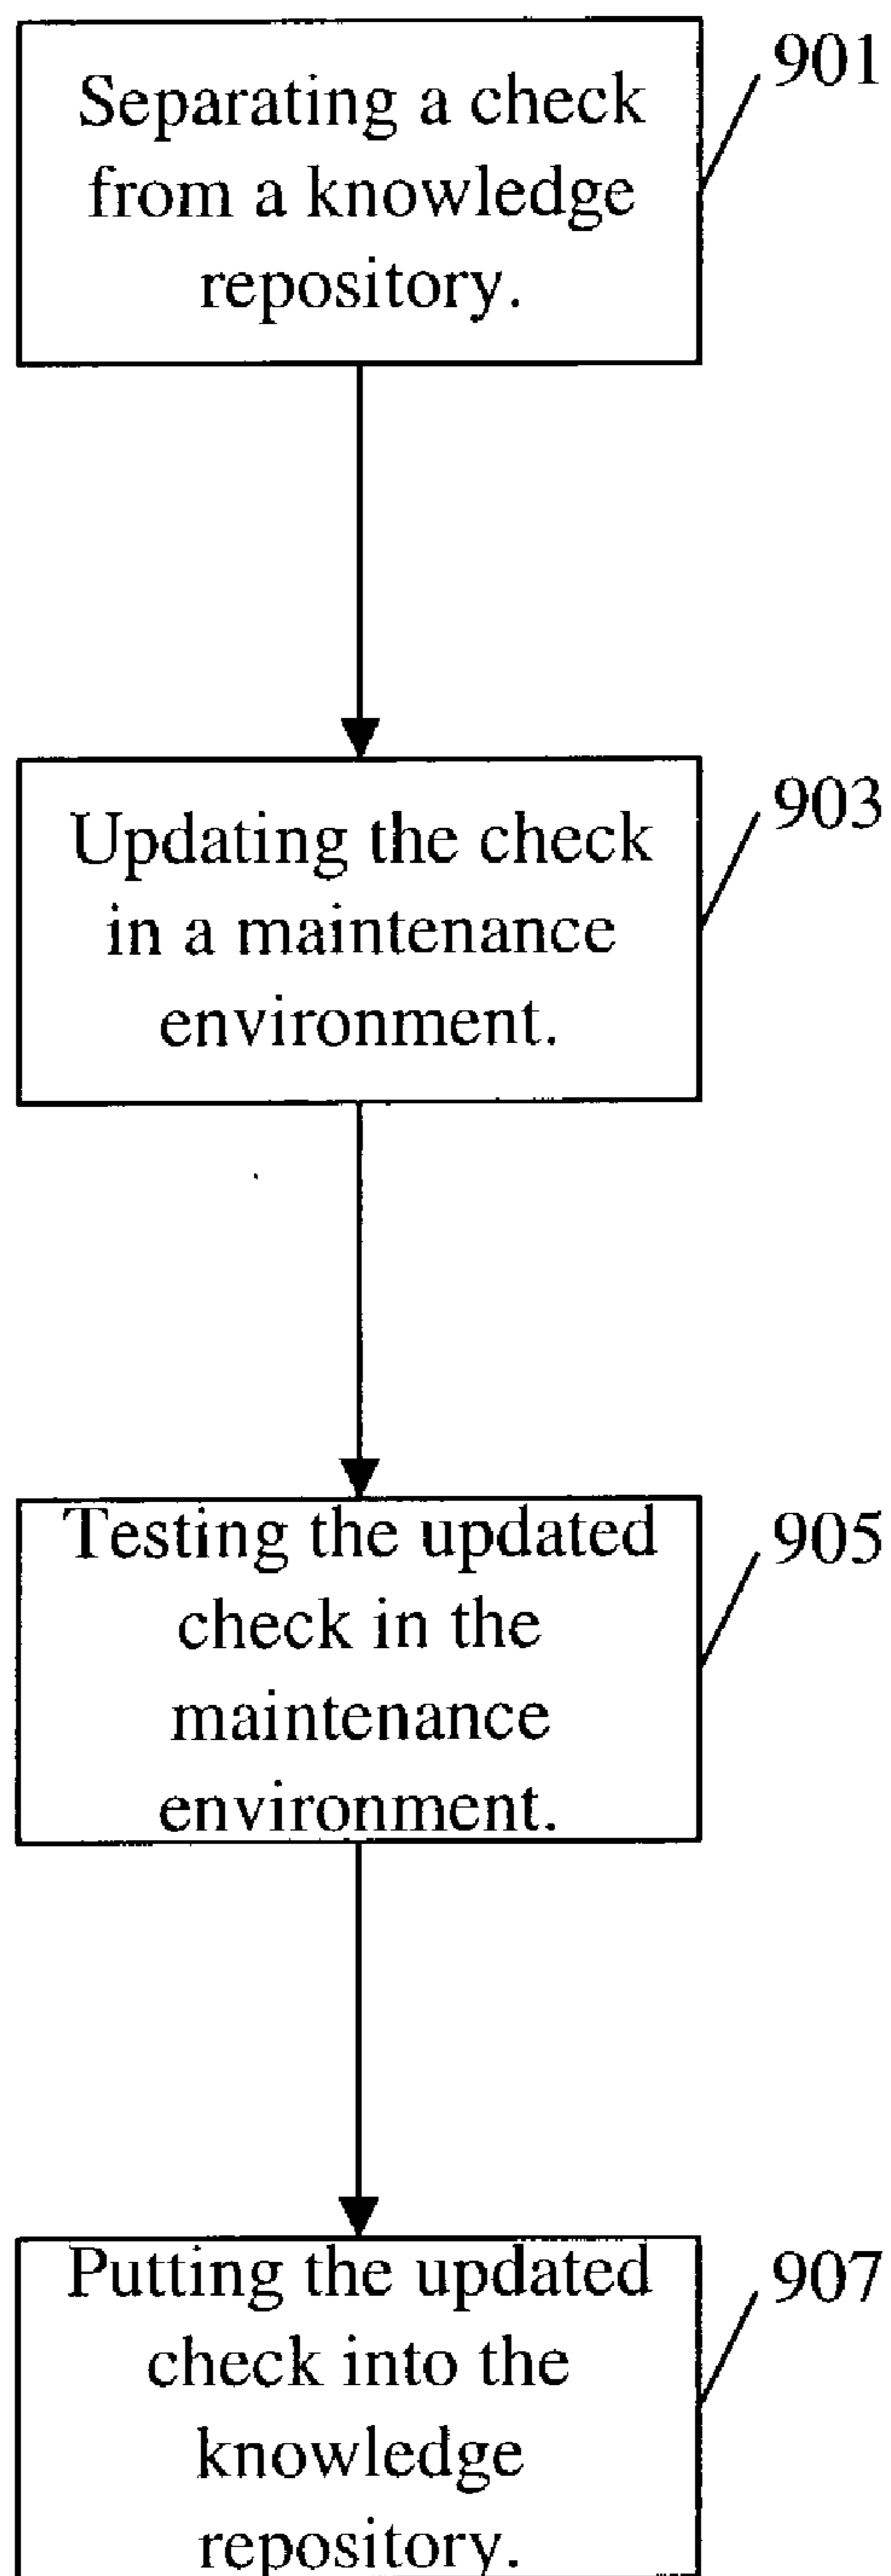 Separating a check
from a knowledge
repository.
901
Updating the check
in a maintenance
environment.
903
Testing the updated
check in the
maintenance
environment.
905
Putting the updated
check into the
knowledge
repository.
907